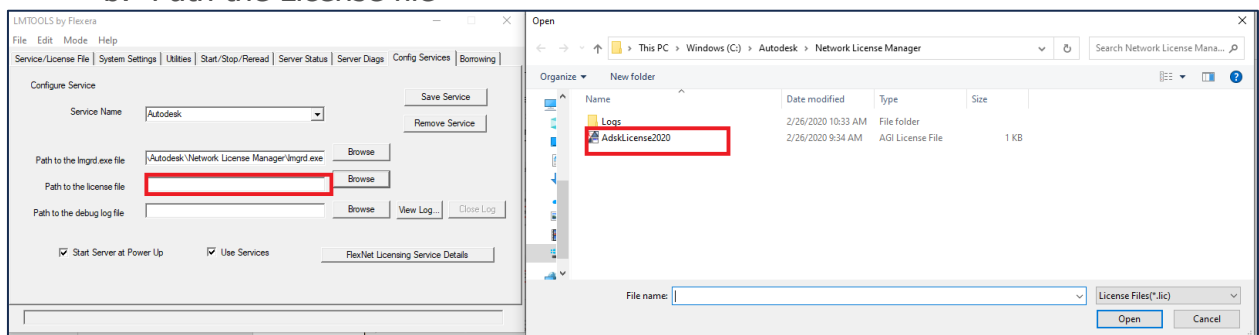 b. Path the License file
LMTOOLS by Flexera
File Edit Mode Help
Service/License File System Settings Utilities Start/Stop/Reread Server Status Server Diags Config Services Borrowing
Configure Service
Save Service
Service Name Autodesk
Remove Service
Path to the lmgrd.exe file \Autodesk\Network License Manager\lmgrd.exe Browse
Path to the license file Browse
Path to the debug log file Browse View Log... Close Log
Start Server at Power Up Use Services FlexNet Licensing Service Details
Open
This PC > Windows (C:) > Autodesk > Network License Manager
Search Network License Mana...
Organize New folder
Name Date modified Type Size
Logs 2/26/2020 10:33 AM File folder
AdskLicense2020 2/26/2020 9:34 AM AGI License File 1 KB
File name: License Files(*.lic)
Open Cancel